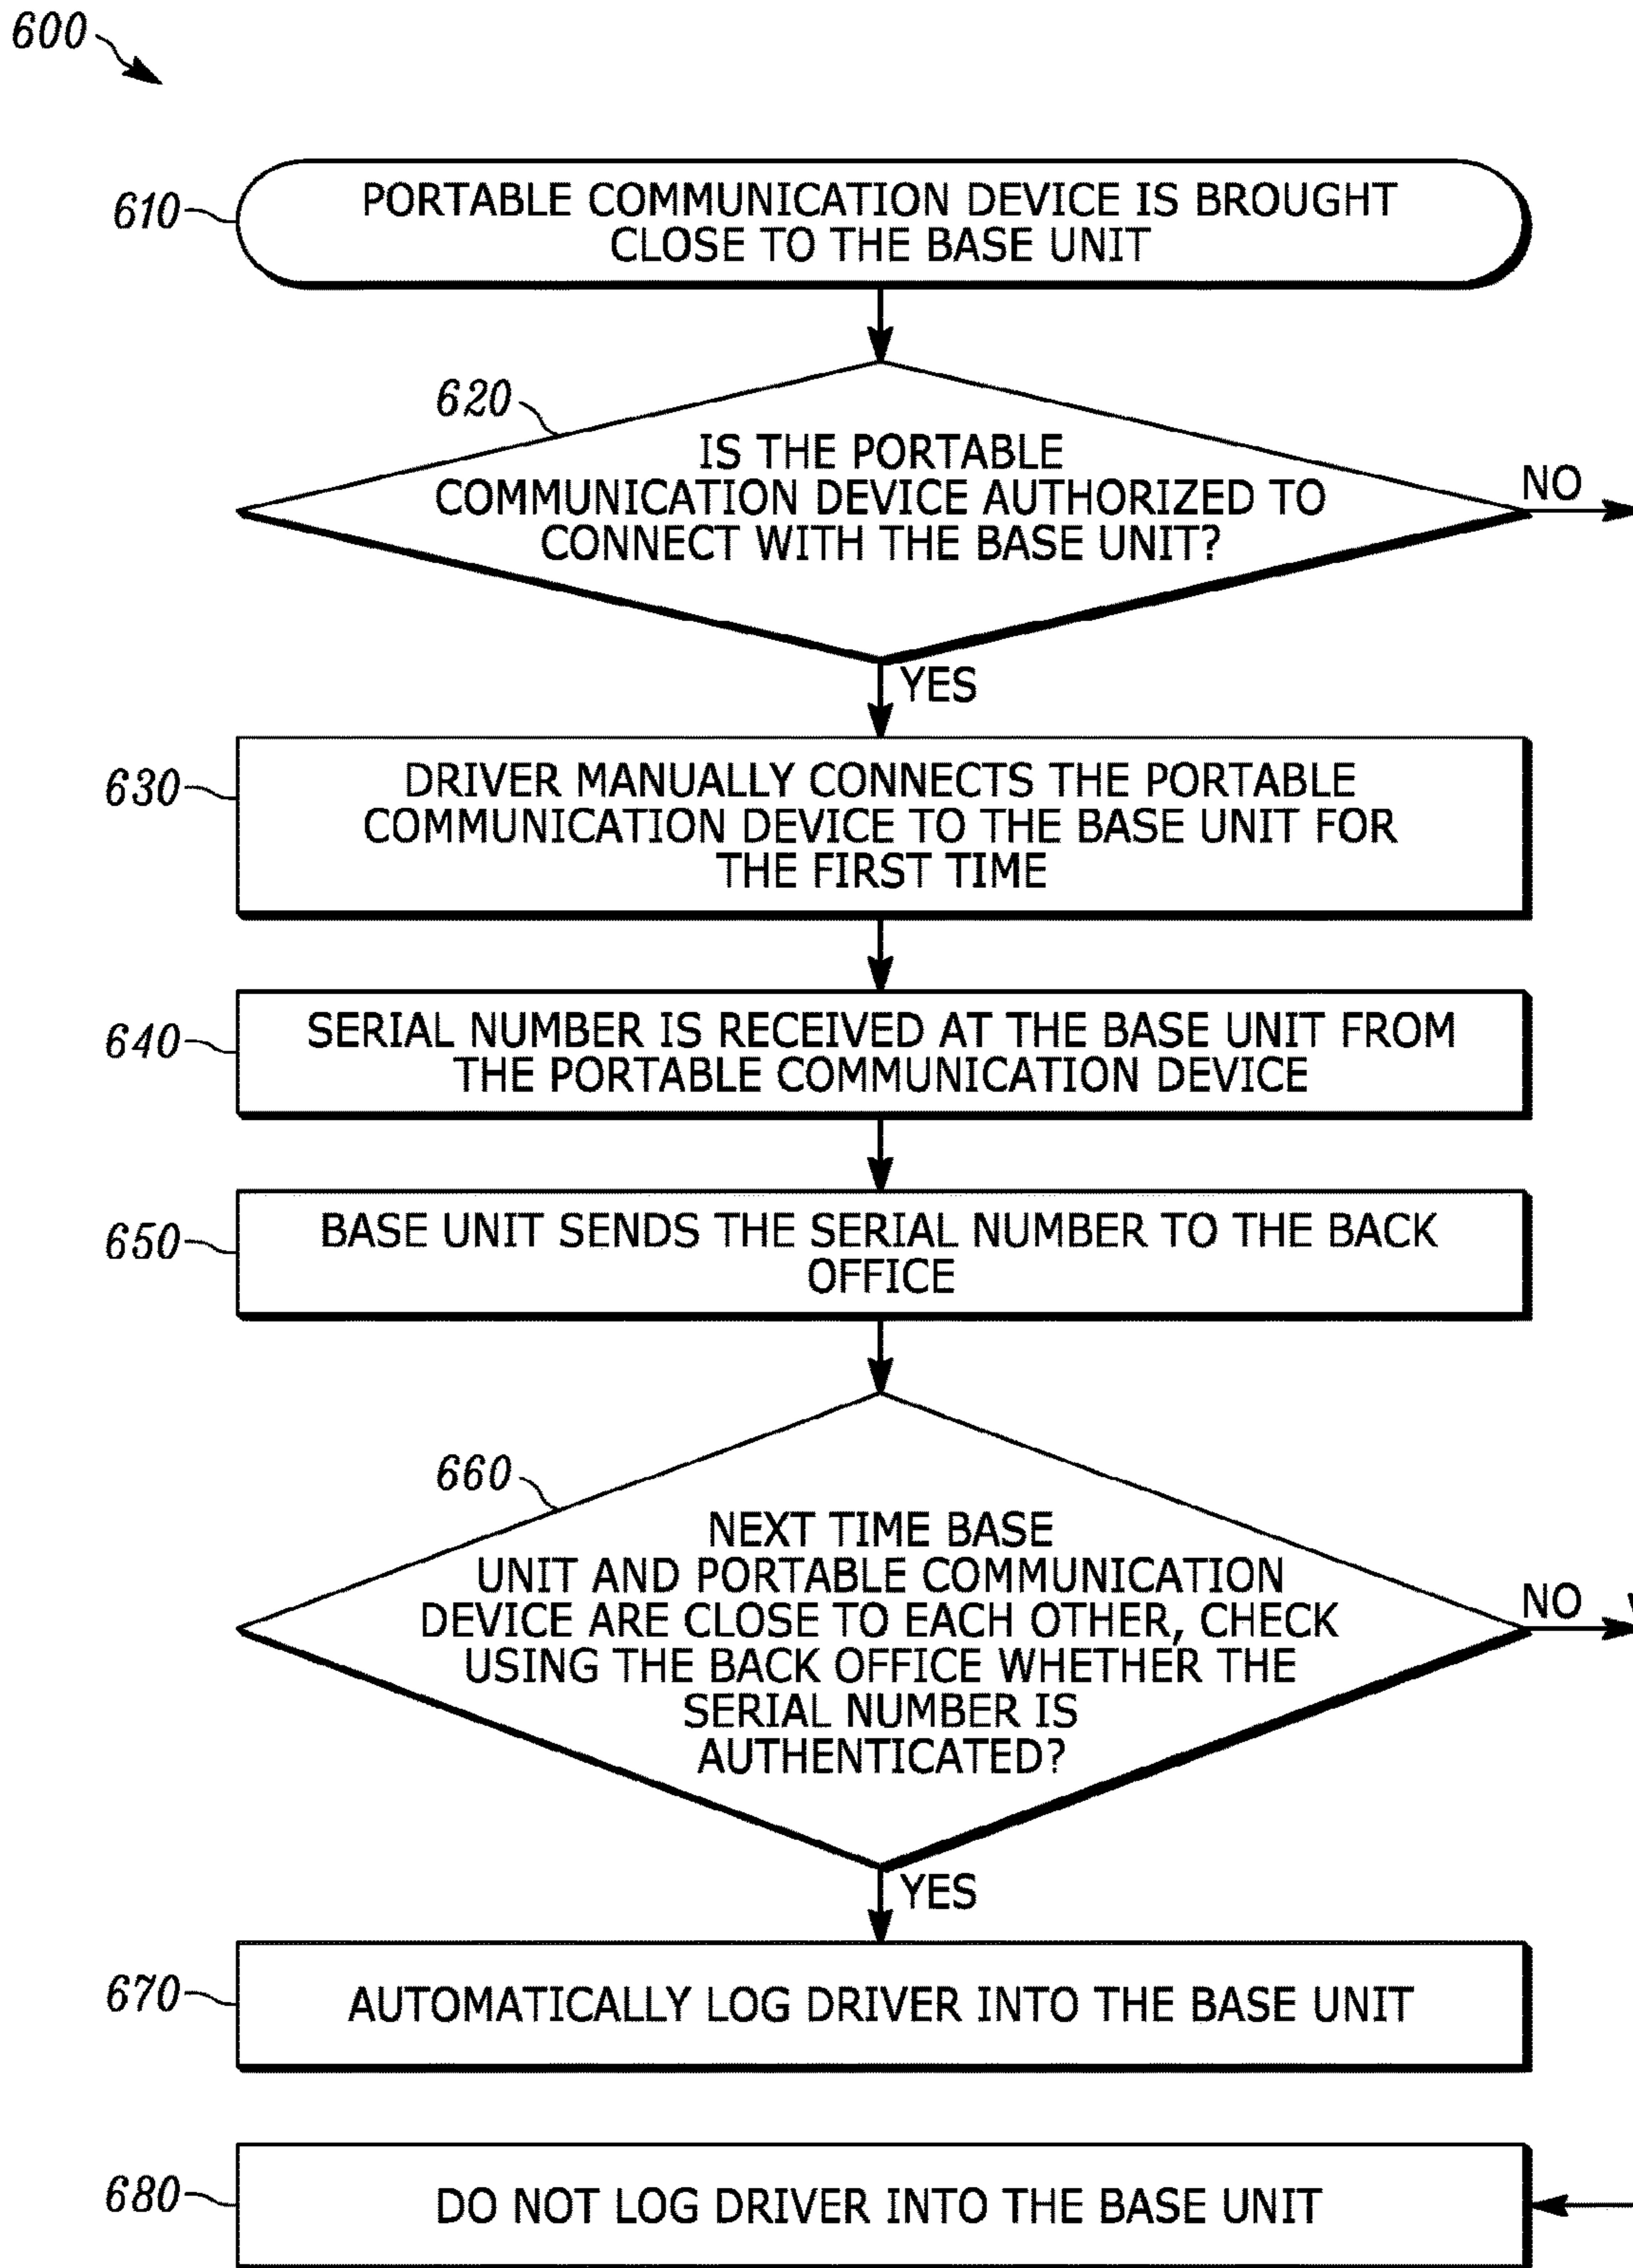 600
610
PORTABLE COMMUNICATION DEVICE IS BROUGHT
CLOSE TO THE BASE UNIT
620
IS THE PORTABLE
COMMUNICATION DEVICE AUTHORIZED TO
CONNECT WITH THE BASE UNIT?
NO
YES
630
DRIVER MANUALLY CONNECTS THE PORTABLE
COMMUNICATION DEVICE TO THE BASE UNIT FOR
THE FIRST TIME
640
SERIAL NUMBER IS RECEIVED AT THE BASE UNIT FROM
THE PORTABLE COMMUNICATION DEVICE
650
BASE UNIT SENDS THE SERIAL NUMBER TO THE BACK
OFFICE
660
NEXT TIME BASE
UNIT AND PORTABLE COMMUNICATION
DEVICE ARE CLOSE TO EACH OTHER, CHECK
USING THE BACK OFFICE WHETHER THE
SERIAL NUMBER IS
AUTHENTICATED?
NO
YES
670
AUTOMATICALLY LOG DRIVER INTO THE BASE UNIT
680
DO NOT LOG DRIVER INTO THE BASE UNIT